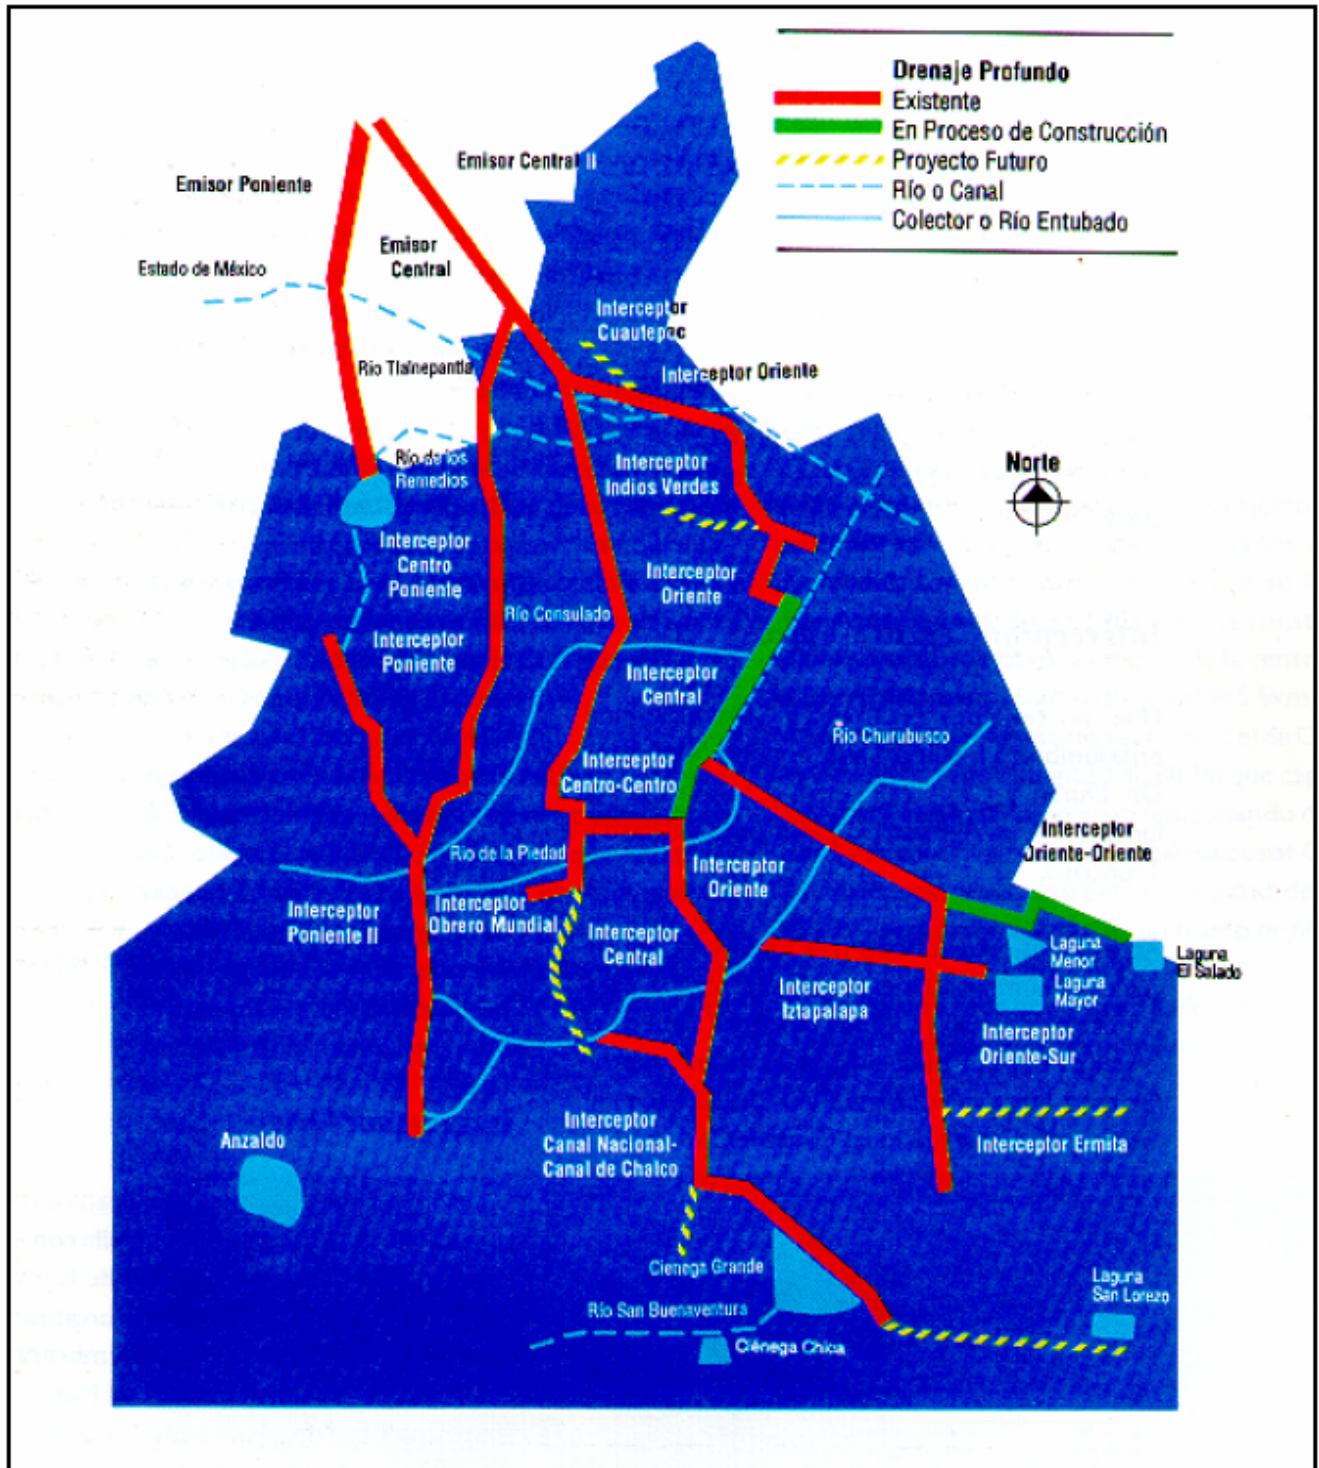 Drenaje Profundo
Existente
En Proceso de Construcción
Proyecto Futuro
Río o Canal
Colector o Río Entubado
Emisor Central II
Emisor Poniente
Emisor
Central
Estado de México
Interceptor
Cuautepec
Río Tlalnepantla
Interceptor Oriente
Río de los
Remedios
Interceptor
Indios Verdes
Norte
Interceptor
Centro
Poniente
Interceptor
Oriente
Río Consulado
Interceptor
Poniente
Interceptor
Central
Río Churubusco
Interceptor
Centro-Centro
Interceptor
Oriente-Oriente
Río de la Piedad
Interceptor
Oriente
Interceptor
Poniente II
Interceptor
Obrero Mundial
Interceptor
Central
Laguna
Menor
Laguna
El Salado
Laguna
Mayor
Interceptor
Iztapalapa
Interceptor
Oriente-Sur
Interceptor
Canal Nacional-
Canal de Chalco
Anzaldo
Interceptor Ermita
Cienega Grande
Laguna
San Lorezo
Río San Buenaventura
Ciénega Chica